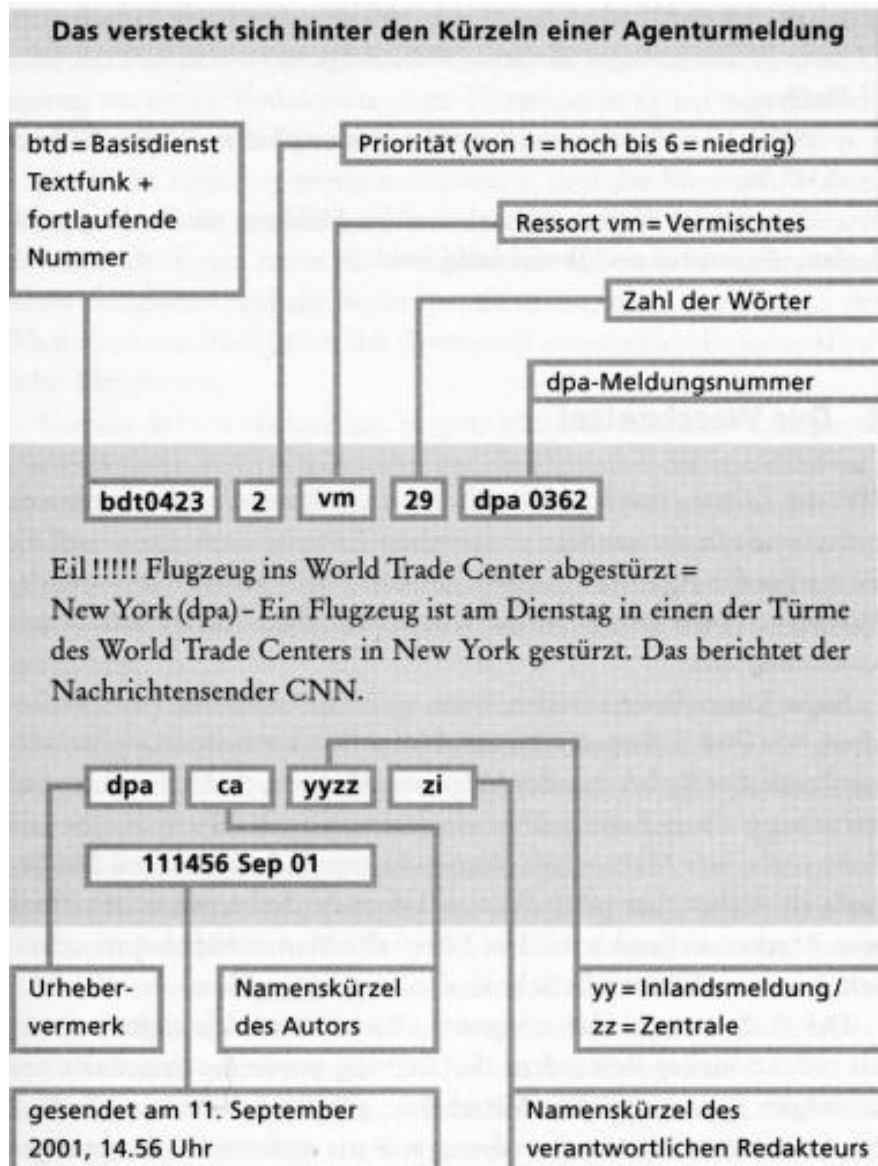 Das versteckt sich hinter den Kürzeln einer Agenturmeldung
btd = Basisdienst
Textfunk +
fortlaufende
Nummer
Priorität (von 1 = hoch bis 6 = niedrig)
Ressort vm = Vermischtes
Zahl der Wörter
dpa-Meldungsnummer
bdt0423 2 vm 29 dpa 0362
Eil !!!!! Flugzeug ins World Trade Center abgestürzt =
New York (dpa) – Ein Flugzeug ist am Dienstag in einen der Türme
des World Trade Centers in New York gestürzt. Das berichtet der
Nachrichtensender CNN.
dpa ca yyzz zi
111456 Sep 01
Urheber-
vermerk
Namenskürzel
des Autors
yy = Inlandsmeldung /
zz = Zentrale
gesendet am 11. September
2001, 14.56 Uhr
Namenskürzel des
verantwortlichen Redakteurs